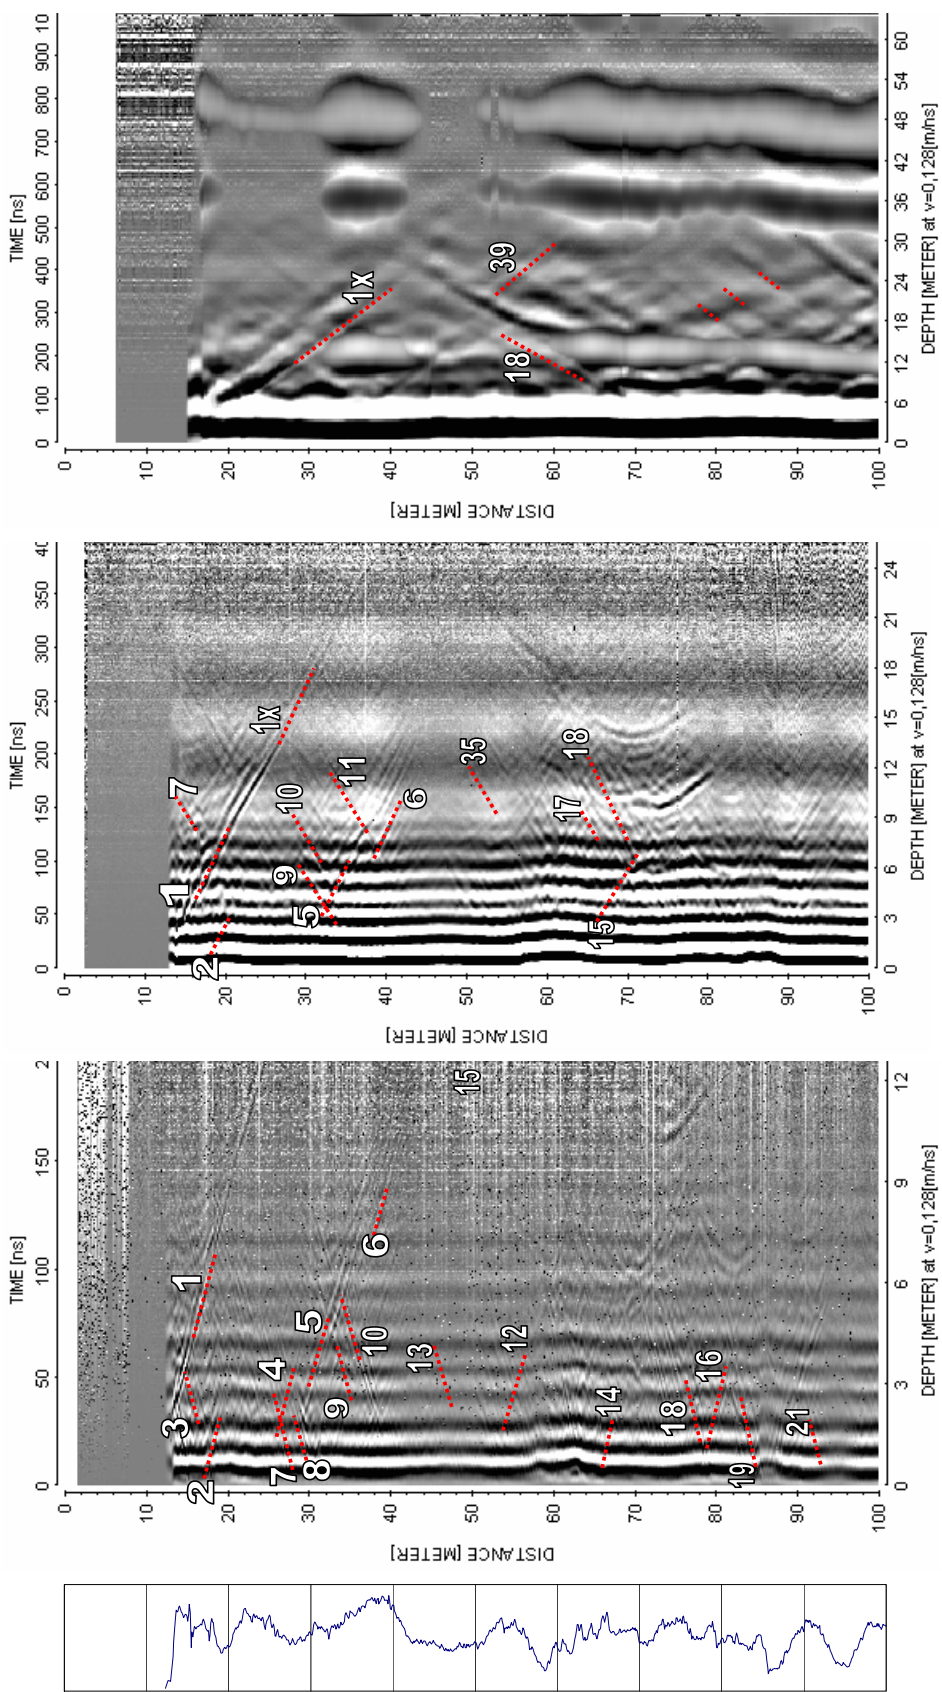 TIME [ns]
0 100 200 300 400 500 600 700 800 900 10
1X
39
18
0 6 12 18 24 30 36 42 48 54 60
DEPTH [METER] at v=0,128[m/ns]
0 10 20 30 40 50 60 70 80 90 100
DISTANCE [METER]
TIME [ns]
0 50 100 150 200 250 300 350
7
1
2
1X
10
9
5
11
6
35
17
18
15
0 3 6 9 12 15 18 21 24
DEPTH [METER] at v=0,128[m/ns]
0 10 20 30 40 50 60 70 80 90 100
DISTANCE [METER]
TIME [ns]
0 50 100 150 2
1
3
2
4
7
5
8
9
6
10
13
15
12
14
18
16
19
21
0 3 6 9 12
DEPTH [METER] at v=0,128[m/ns]
0 10 20 30 40 50 60 70 80 90 100
DISTANCE [METER]